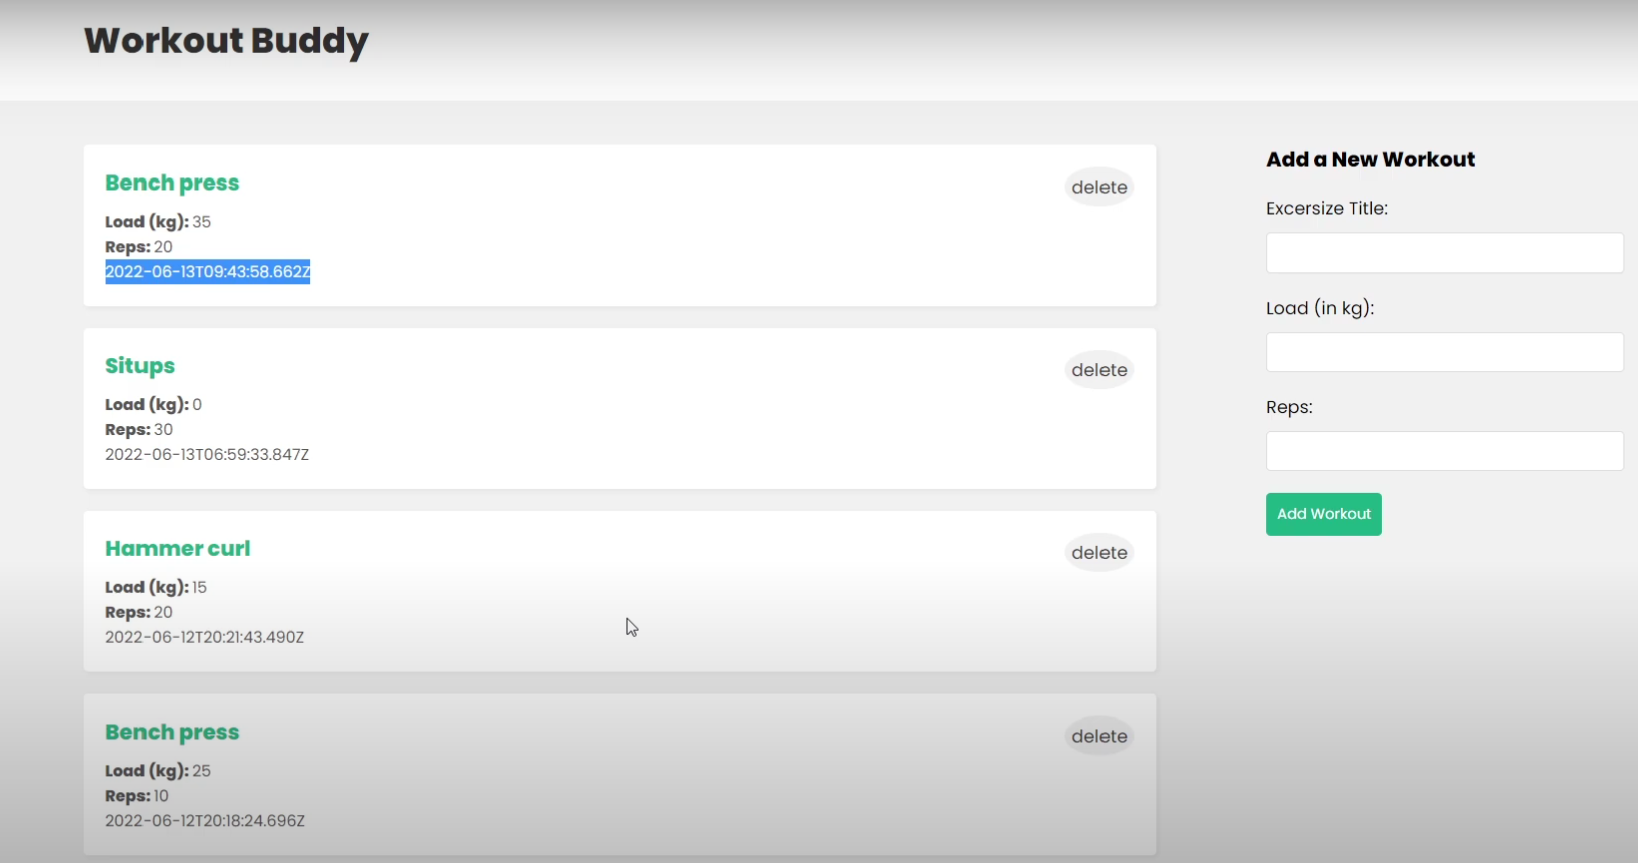 Workout Buddy
Bench press
delete
Load (kg): 35
Reps: 20
2022-06-13T09:43:58.662Z
Situps
delete
Load (kg): 0
Reps: 30
2022-06-13T06:59:33.847Z
Hammer curl
delete
Load (kg): 15
Reps: 20
2022-06-12T20:21:43.490Z
Bench press
delete
Load (kg): 25
Reps: 10
2022-06-12T20:18:24.696Z
Add a New Workout
Excersize Title:
Load (in kg):
Reps:
Add Workout